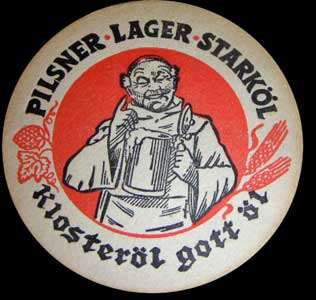 PILSNER · LAGER · STARKÖL
Klosteröl gott öl